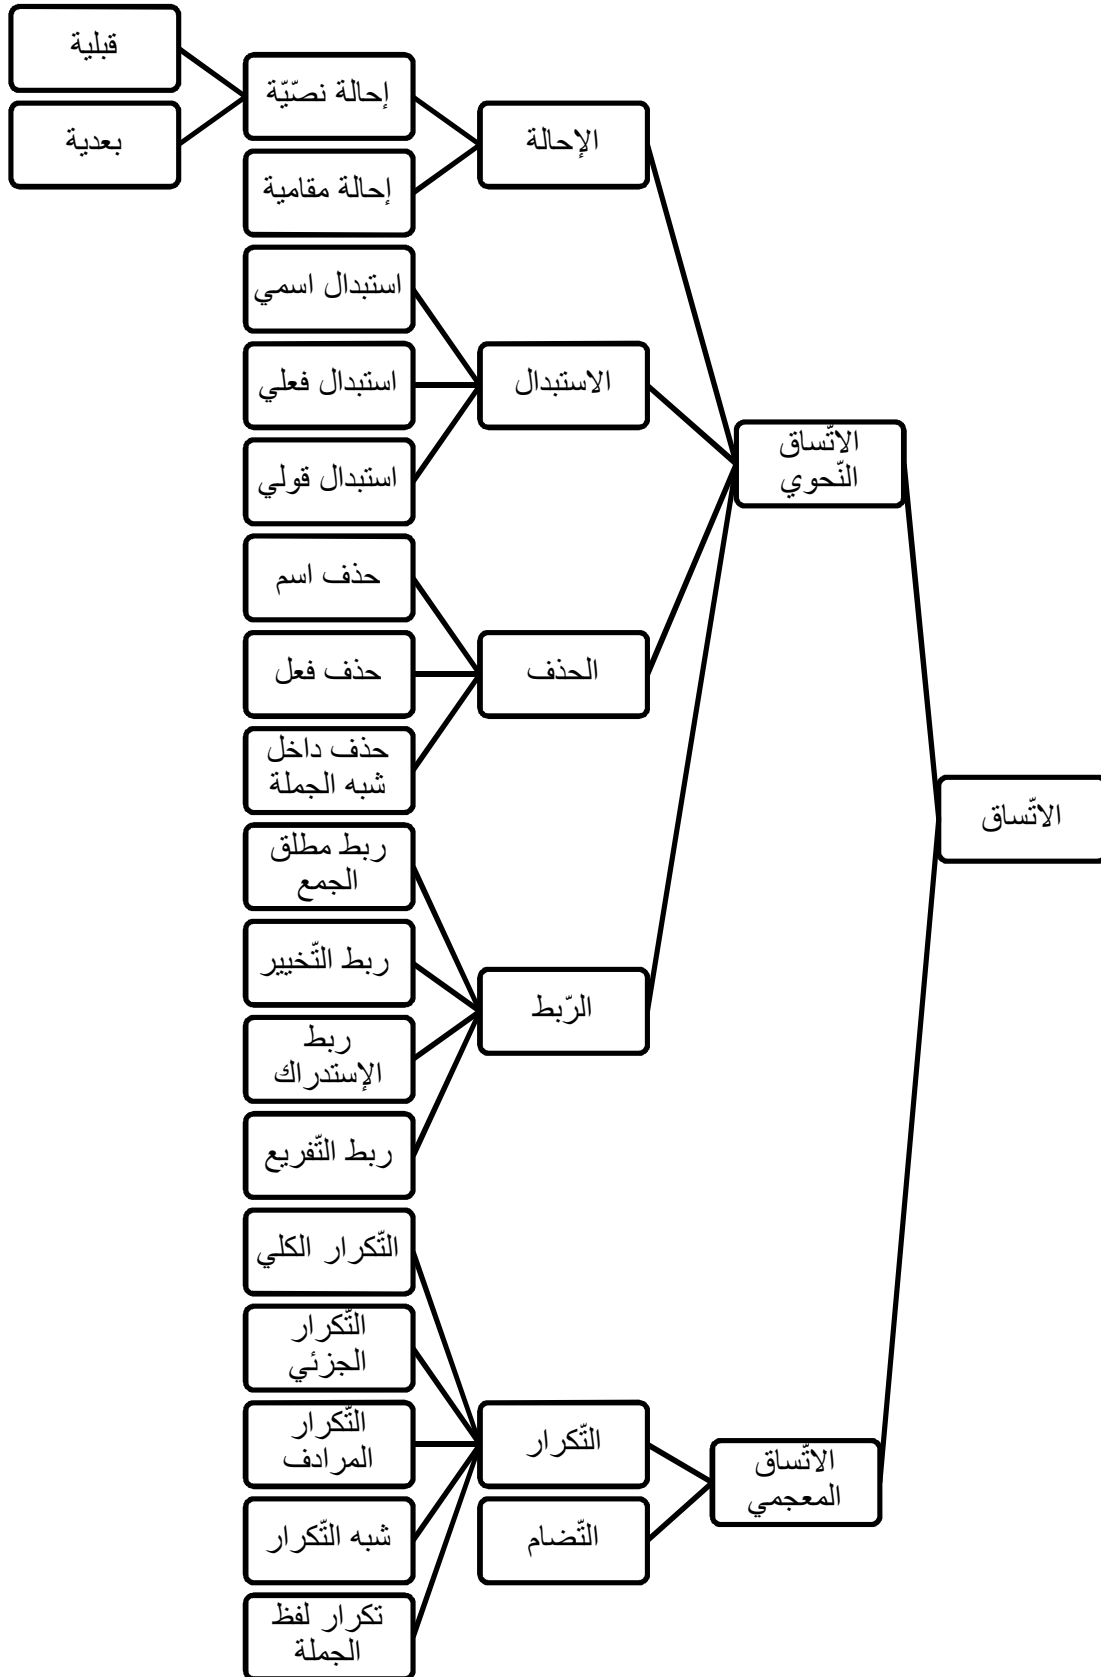 الاتّساق
الاتّساق
النّحوي
الإحالة
إحالة نصّيّة
قبلية
بعدية
إحالة مقامية
الاستبدال
استبدال اسمي
استبدال فعلي
استبدال قولي
الحذف
حذف اسم
حذف فعل
حذف داخل
شبه الجملة
الرّبط
ربط مطلق
الجمع
ربط التّخيير
ربط
الإستدراك
ربط التّفريع
الاتّساق
المعجمي
التّكرار
التّكرار الكلي
التّكرار
الجزئي
التّكرار
المرادف
شبه التّكرار
تكرار لفظ
الجملة
التّضام